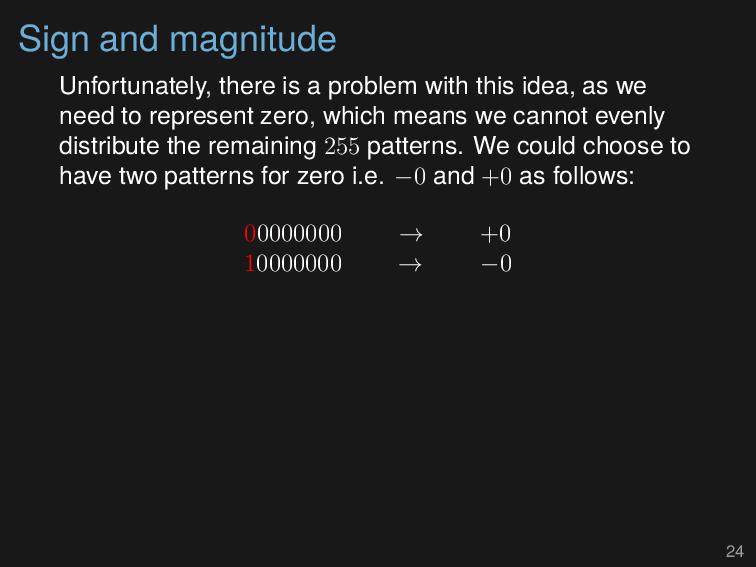 Sign and magnitude
Unfortunately, there is a problem with this idea, as we
need to represent zero, which means we cannot evenly
distribute the remaining 255 patterns. We could choose to
have two patterns for zero i.e. −0 and +0 as follows:
00000000 → +0
10000000 → −0
24